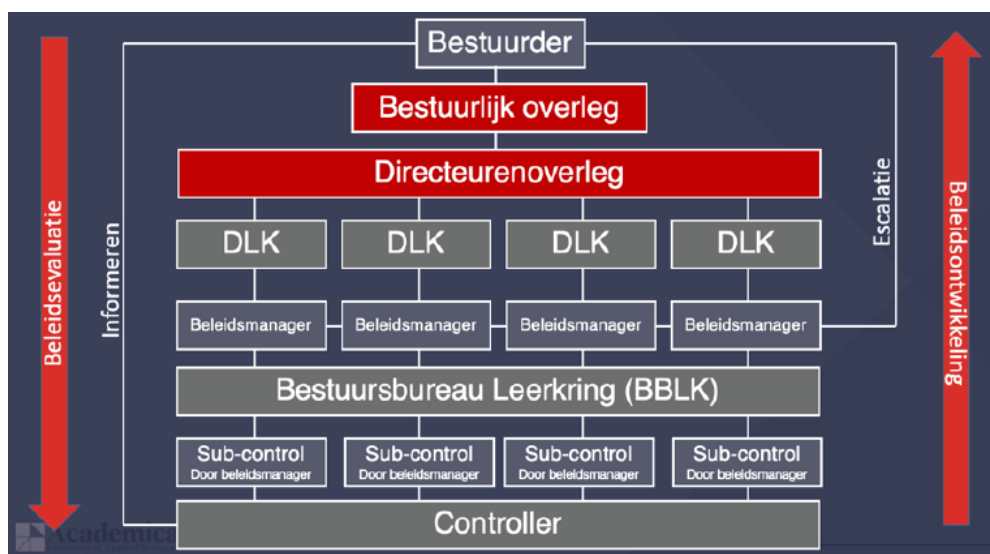 Bestuurder
Bestuurlijk overleg
Directeurenoverleg
DLK
DLK
DLK
DLK
Beleidsmanager
Beleidsmanager
Beleidsmanager
Beleidsmanager
Bestuursbureau Leerkring (BBLK)
Sub-control
Door beleidsmanager
Sub-control
Door beleidsmanager
Sub-control
Door beleidsmanager
Sub-control
Door beleidsmanager
Controller
Beleidsevaluatie
Informeren
Escalatie
Beleidsontwikkeling
Academica